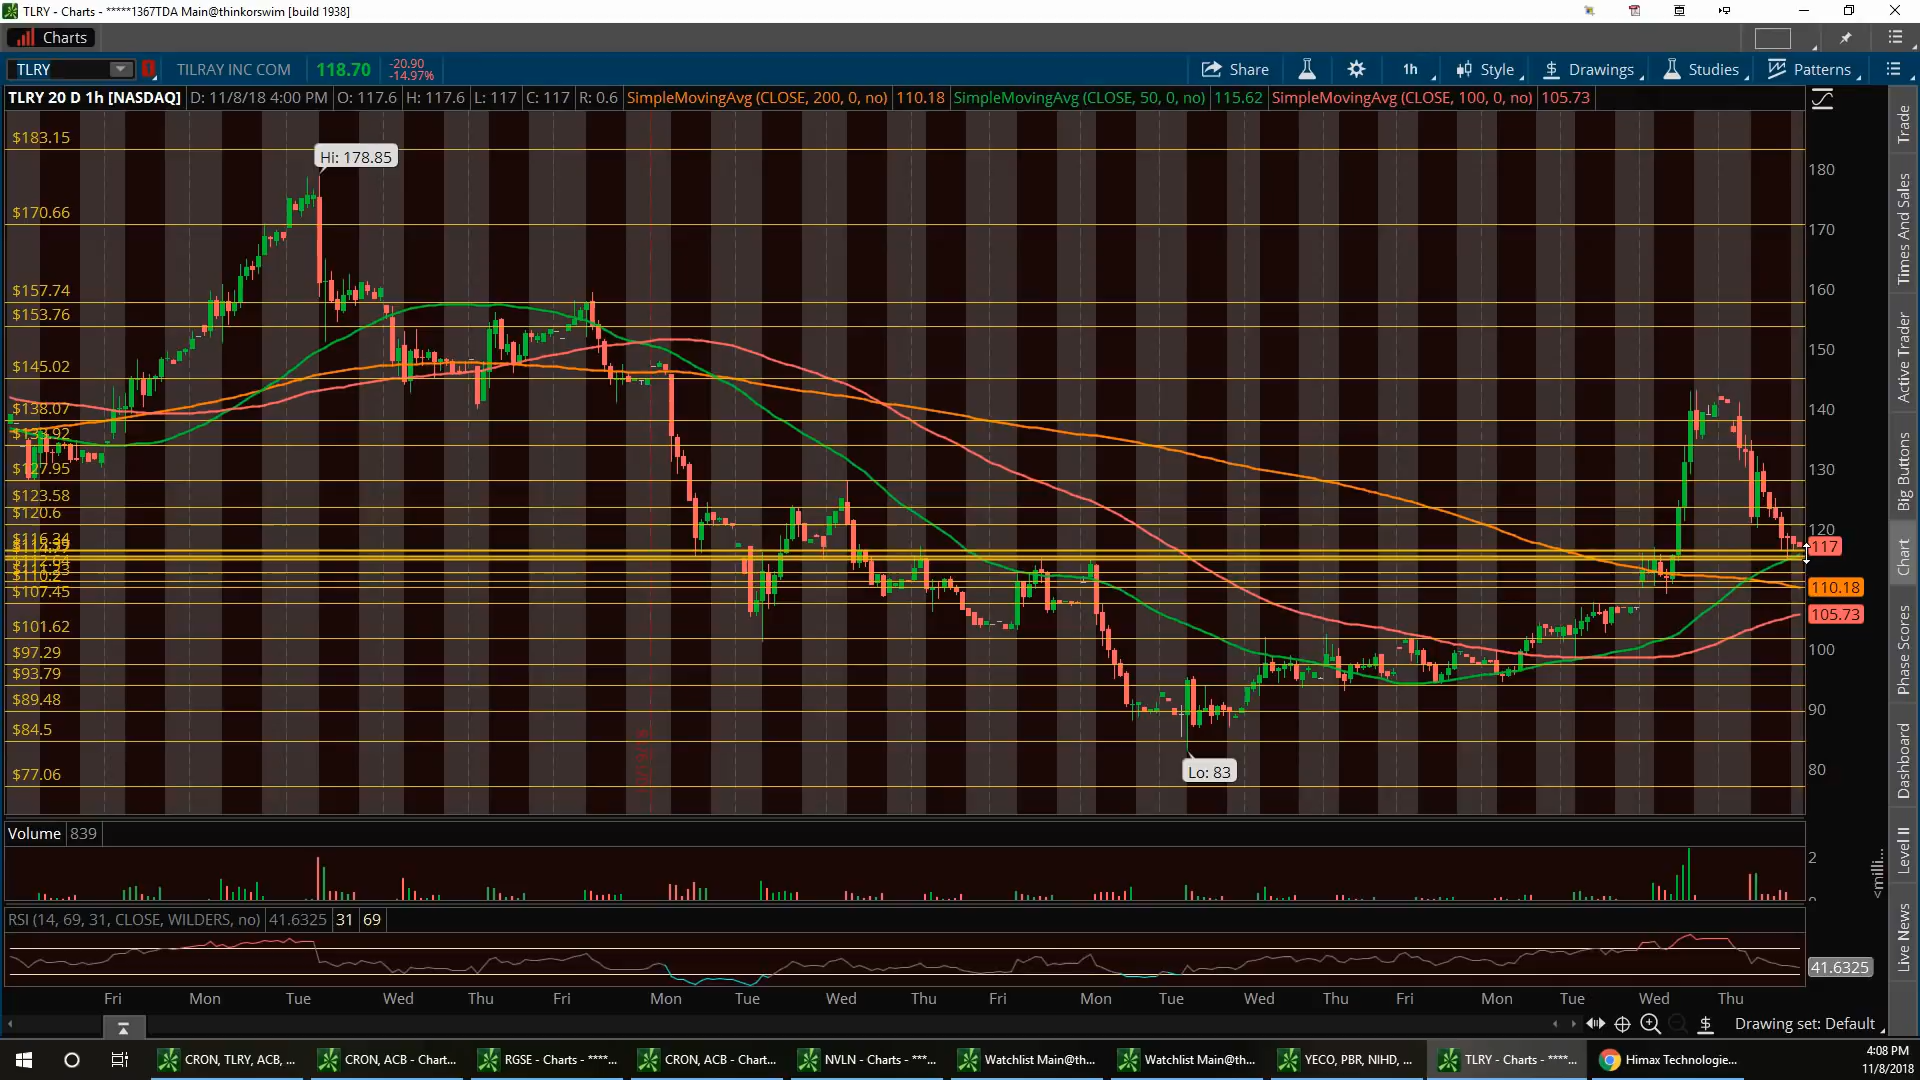 TLRY - Charts - *****1367TDA Main@thinkorswim [build 1938]
Charts
TLRY
1
TILRAY INC COM
118.70
-20.90
-14.97%
Share
1h
Style
$ Drawings
Studies
Patterns
TLRY 20 D 1h [NASDAQ] D: 11/8/18 4:00 PM O: 117.6 H: 117.6 L: 117 C: 117 R: 0.6 SimpleMovingAvg (CLOSE, 200, 0, no) 110.18 SimpleMovingAvg (CLOSE, 50, 0, no) 115.62 SimpleMovingAvg (CLOSE, 100, 0, no) 105.73
$183.15
Hi: 178.85
$170.66
$157.74
$153.76
$145.02
$138.07
$133.92
$127.95
$123.58
$120.6
$116.34
$110.2
$107.45
$101.62
$97.29
$93.79
$89.48
$84.5
$77.06
Lo: 83
180
170
160
150
140
130
120
117
110.18
105.73
100
90
80
Volume 839
2
0
<milli...
RSI (14, 69, 31, CLOSE, WILDERS, no) 41.6325 31 69
41.6325
Fri Mon Tue Wed Thu Fri Mon Tue Wed Thu Fri Mon Tue Wed Thu Fri Mon Tue Wed Thu
$ Drawing set: Default
Trade
Times And Sales
Active Trader
Big Buttons
Chart
Phase Scores
Dashboard
Level II
Live News
CRON, TLRY, ACB, ...
CRON, ACB - Chart...
RGSE - Charts - ****...
CRON, ACB - Chart...
NVLN - Charts - ***...
Watchlist Main@th...
Watchlist Main@th...
YECO, PBR, NIHD, ...
TLRY - Charts - ****...
Himax Technologie...
4:08 PM
11/8/2018